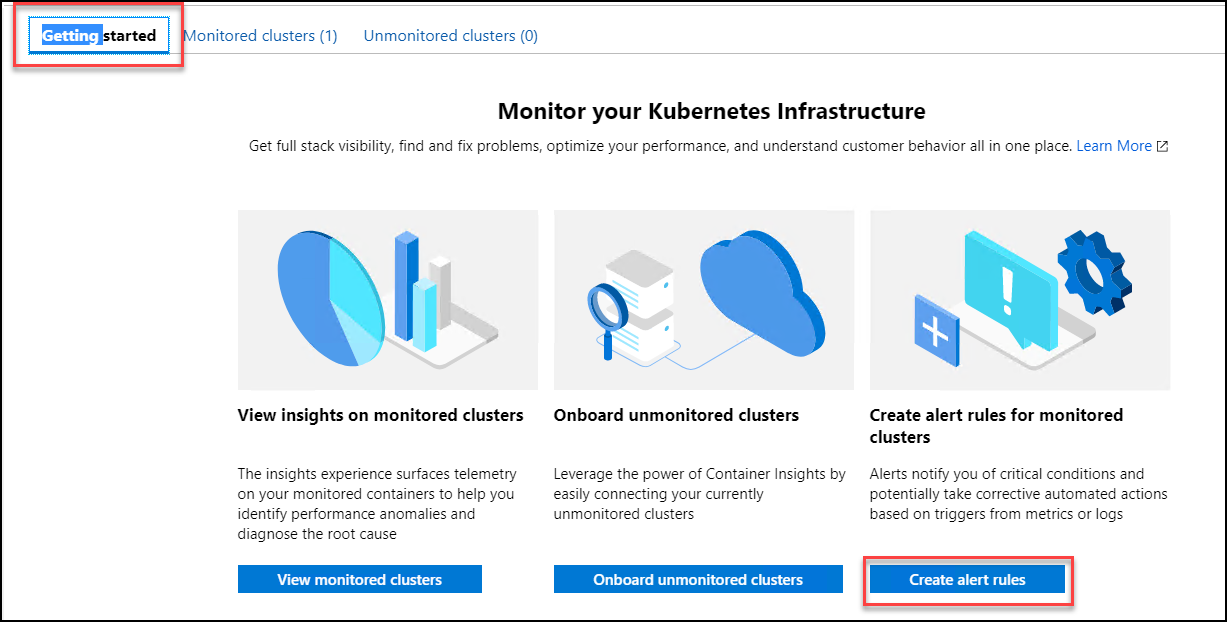 Getting started Monitored clusters (1) Unmonitored clusters (0)
Monitor your Kubernetes Infrastructure
Get full stack visibility, find and fix problems, optimize your performance, and understand customer behavior all in one place. Learn More
View insights on monitored clusters
The insights experience surfaces telemetry
on your monitored containers to help you
identify performance anomalies and
diagnose the root cause
View monitored clusters
Onboard unmonitored clusters
Leverage the power of Container Insights by
easily connecting your currently
unmonitored clusters
Onboard unmonitored clusters
Create alert rules for monitored
clusters
Alerts notify you of critical conditions and
potentially take corrective automated actions
based on triggers from metrics or logs
Create alert rules